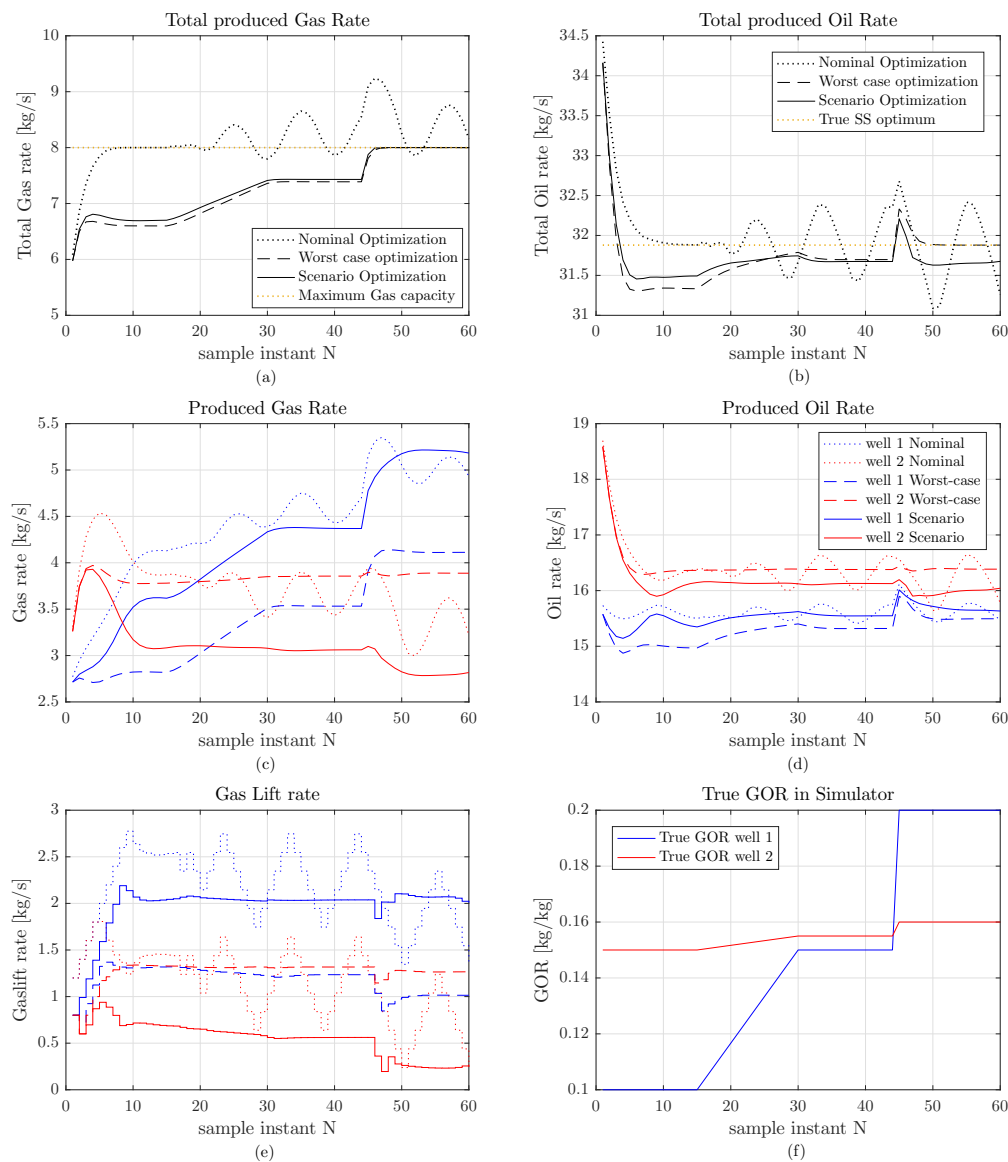 Total produced Gas Rate
Total Gas rate [kg/s]
10
9
8
7
6
5
Nominal Optimization
Worst case optimization
Scenario Optimization
Maximum Gas capacity
0 10 20 30 40 50 60
sample instant N
(a)
Total produced Oil Rate
Total Oil rate [kg/s]
34.5
34
33.5
33
32.5
32
31.5
31
Nominal Optimization
Worst case optimization
Scenario Optimization
True SS optimum
0 10 20 30 40 50 60
sample instant N
(b)
Produced Gas Rate
Gas rate [kg/s]
5.5
5
4.5
4
3.5
3
2.5
0 10 20 30 40 50 60
sample instant N
(c)
Produced Oil Rate
Oil rate [kg/s]
19
18
17
16
15
14
well 1 Nominal
well 2 Nominal
well 1 Worst-case
well 2 Worst-case
well 1 Scenario
well 2 Scenario
0 10 20 30 40 50 60
sample instant N
(d)
Gas Lift rate
Gaslift rate [kg/s]
3
2.5
2
1.5
1
0.5
0
0 10 20 30 40 50 60
sample instant N
(e)
True GOR in Simulator
GOR [kg/kg]
0.2
0.18
0.16
0.14
0.12
0.1
True GOR well 1
True GOR well 2
0 10 20 30 40 50 60
sample instant N
(f)